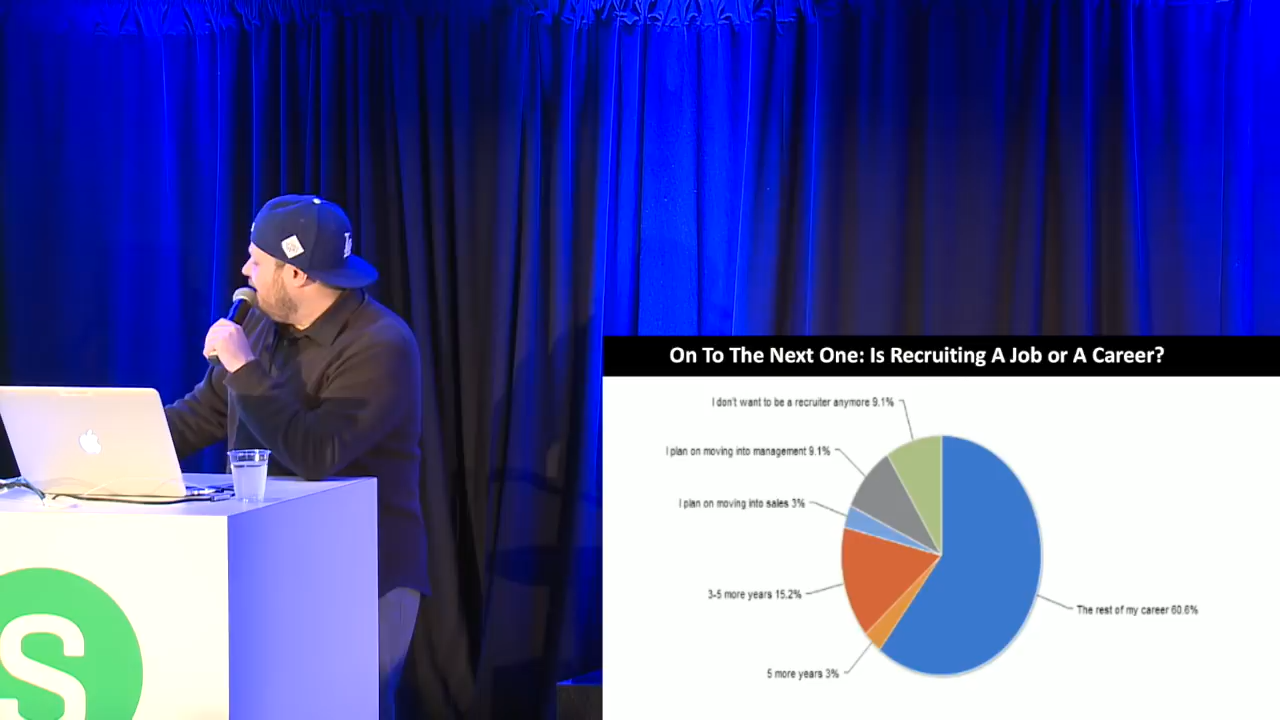 On To The Next One: Is Recruiting A Job or A Career?
I don't want to be a recruiter anymore 9.1%
I plan on moving into management 9.1%
I plan on moving into sales 3%
3-5 more years 15.2%
The rest of my career 60.6%
5 more years 3%
S